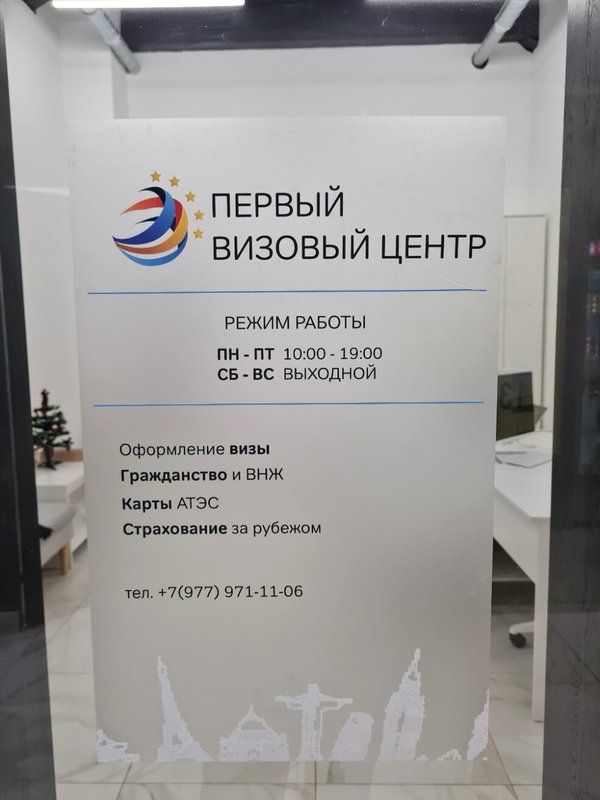 ПЕРВЫЙ
ВИЗОВЫЙ ЦЕНТР
РЕЖИМ РАБОТЫ
ПН - ПТ 10:00 - 19:00
СБ - ВС ВЫХОДНОЙ
Оформление визы
Гражданство и ВНЖ
Карты АТЭС
Страхование за рубежом
тел. +7(977) 971-11-06